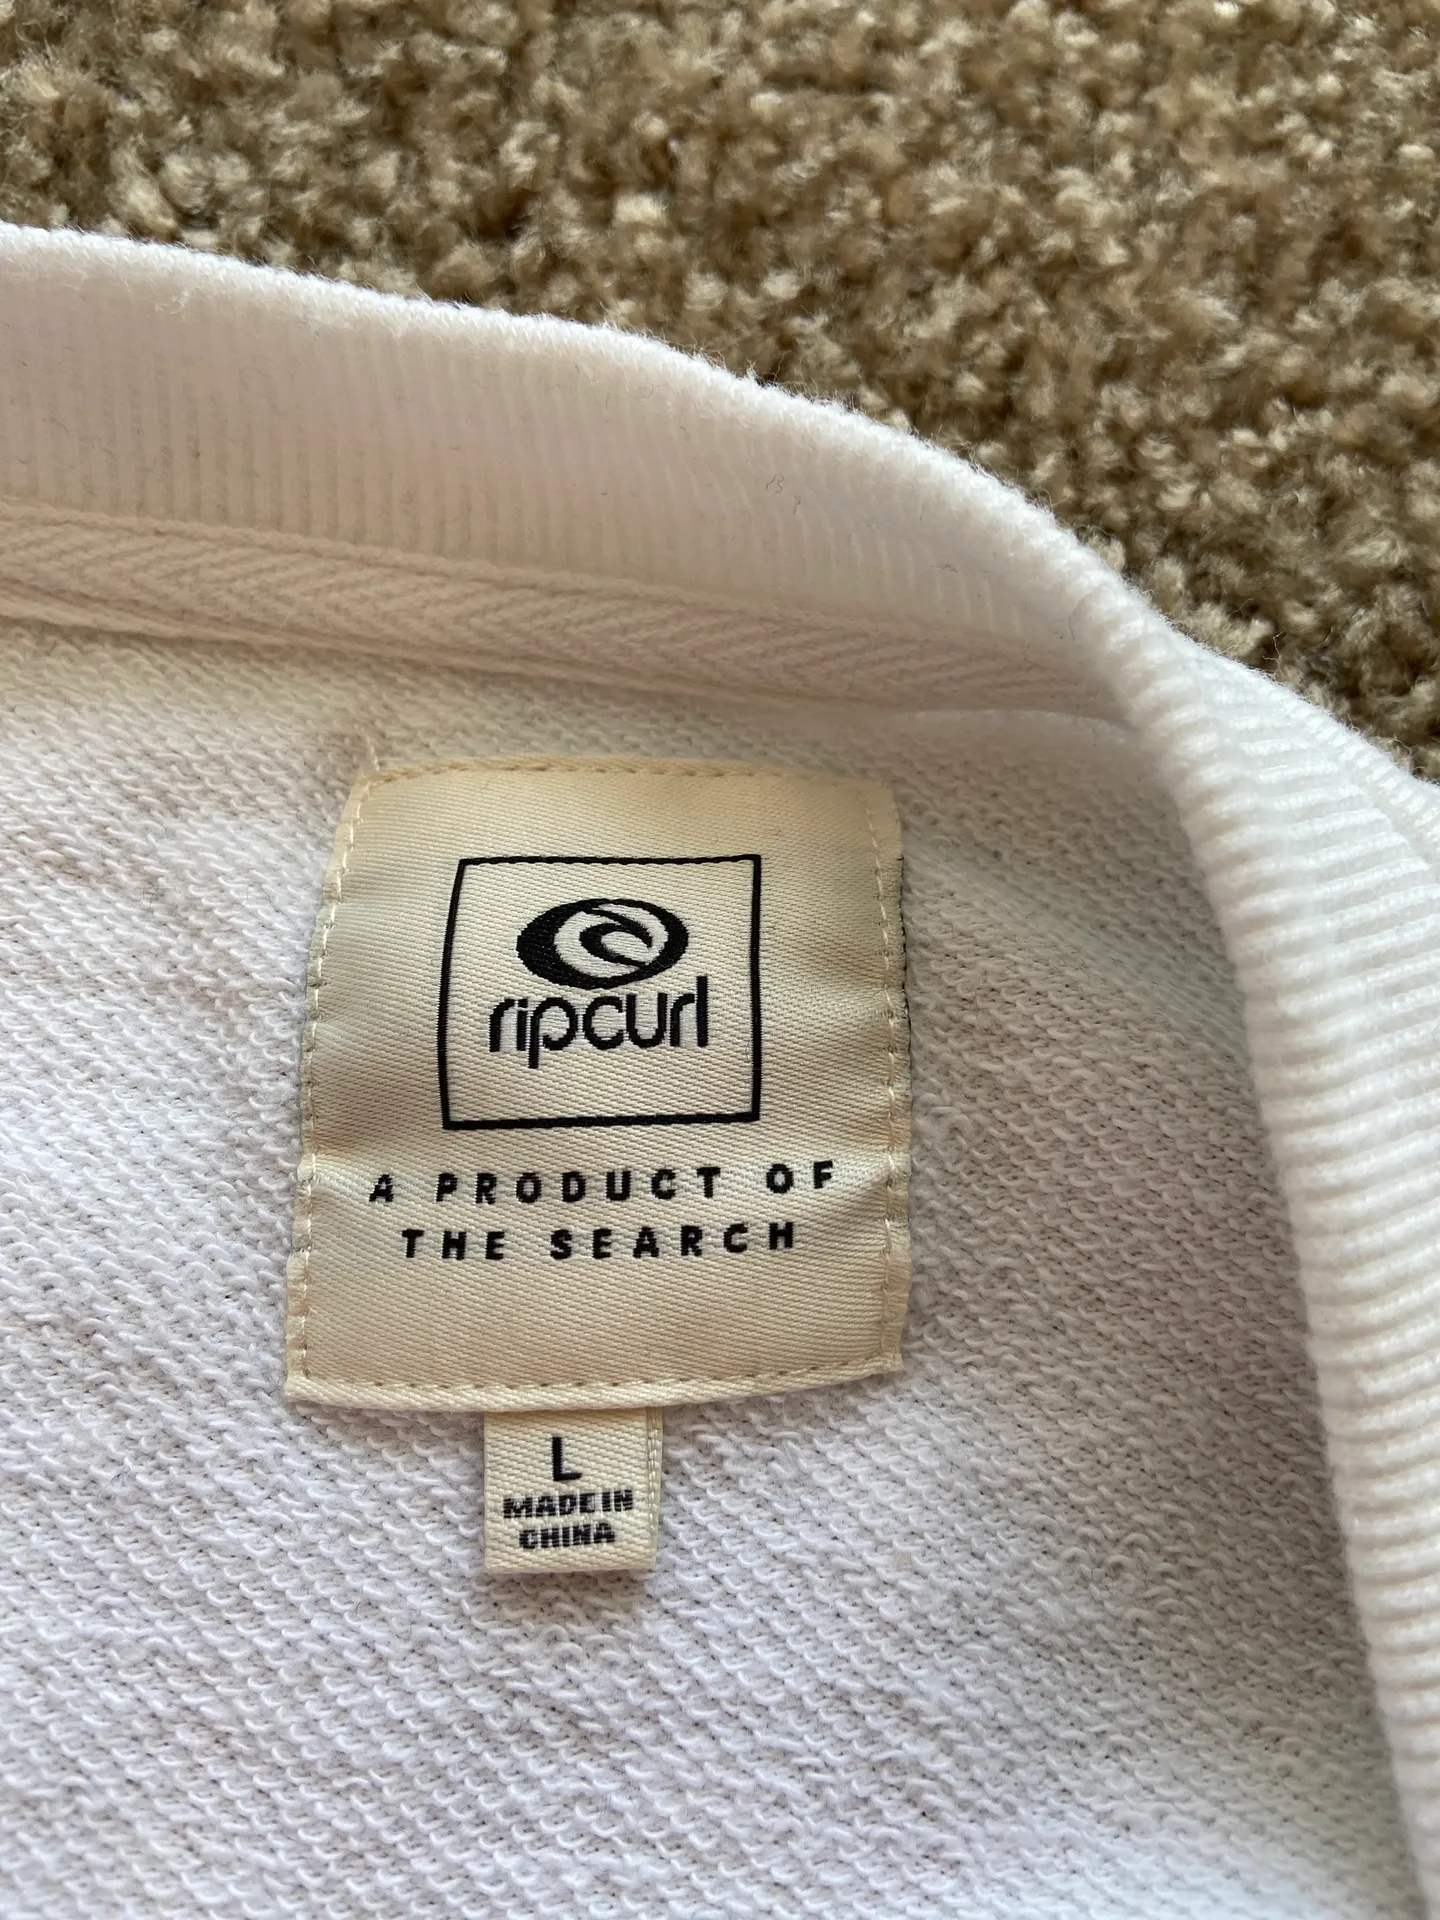 ripcurl
A PRODUCT OF
THE SEARCH
L
MADE IN
CHINA